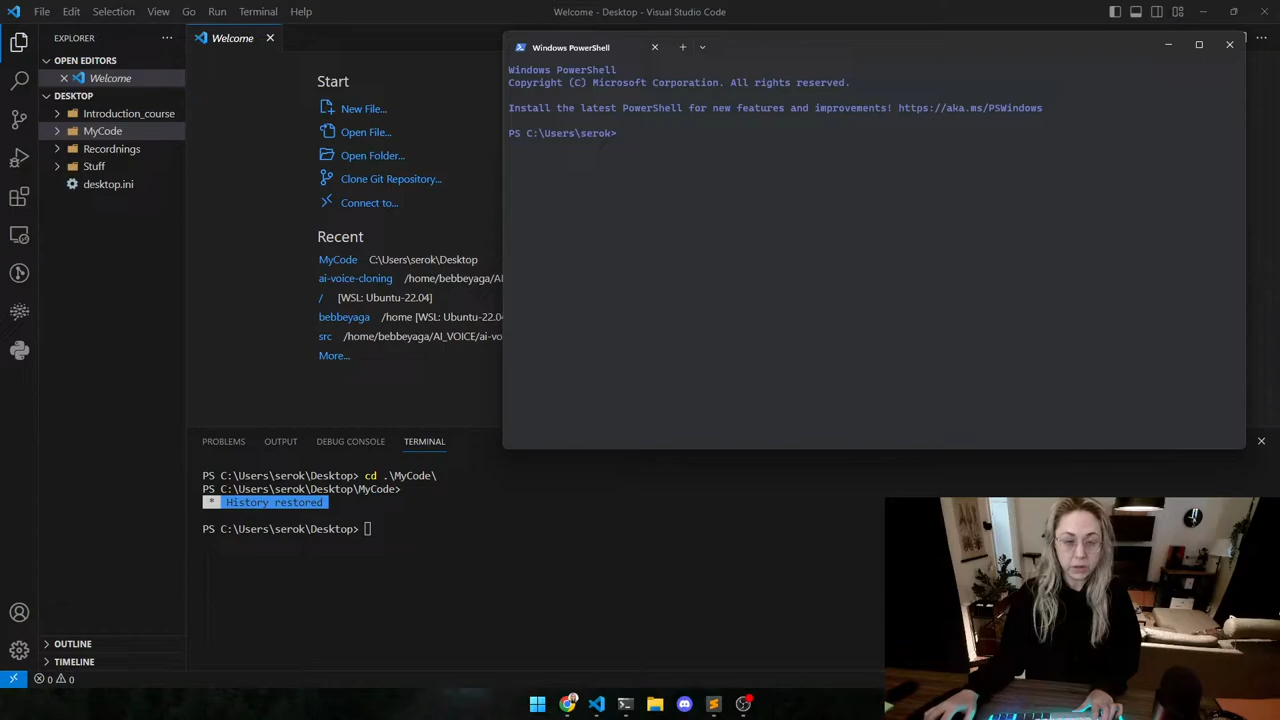 File Edit Selection View Go Run Terminal Help
Welcome - Desktop - Visual Studio Code
EXPLORER
Welcome
OPEN EDITORS
Welcome
DESKTOP
Introduction_course
MyCode
Recordnings
Stuff
desktop.ini
OUTLINE
TIMELINE
0 0
Start
New File...
Open File...
Open Folder...
Clone Git Repository...
Connect to...
Recent
MyCode C:\Users\serok\Desktop
ai-voice-cloning /home/bebbeyaga/AI
/ [WSL: Ubuntu-22.04]
bebbeyaga /home [WSL: Ubuntu-22.04
src /home/bebbeyaga/AI_VOICE/ai-vo
More...
Windows PowerShell
Windows PowerShell
Copyright (C) Microsoft Corporation. All rights reserved.
Install the latest PowerShell for new features and improvements! https://aka.ms/PSWindows
PS C:\Users\serok>
PROBLEMS OUTPUT DEBUG CONSOLE TERMINAL
PS C:\Users\serok\Desktop> cd .\MyCode\
PS C:\Users\serok\Desktop\MyCode>
* History restored
PS C:\Users\serok\Desktop>